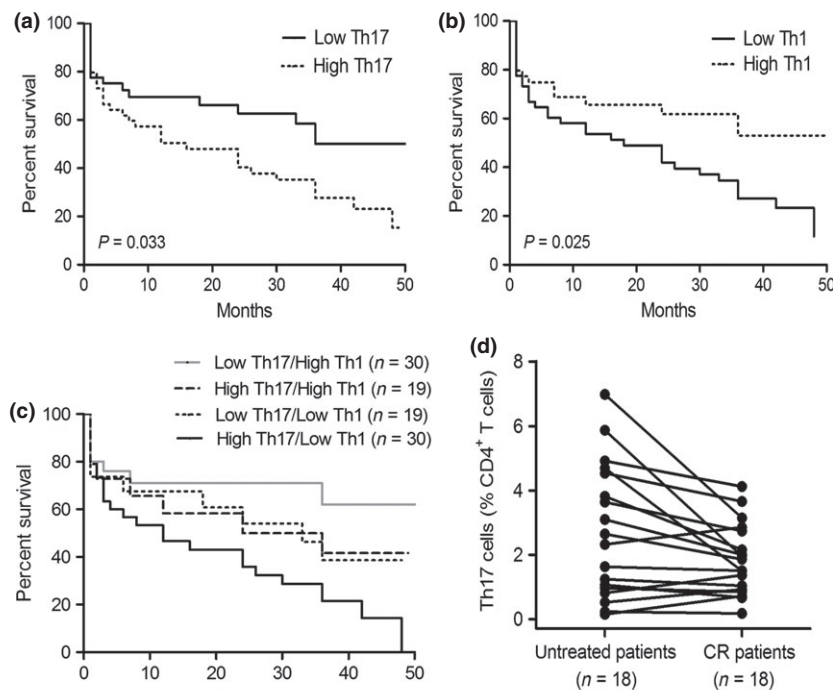 (a)
100
80
60
40
20
0
Percent survival
Low Th17
High Th17
P = 0.033
0 10 20 30 40 50
Months
(b)
100
80
60
40
20
0
Percent survival
Low Th1
High Th1
P = 0.025
0 10 20 30 40 50
Months
Low Th17/High Th1 (n = 30)
High Th17/High Th1 (n = 19)
Low Th17/Low Th1 (n = 19)
High Th17/Low Th1 (n = 30)
(c)
100
80
60
40
20
0
Percent survival
0 10 20 30 40 50
(d)
8
6
4
2
0
Th17 cells (% CD4+ T cells)
Untreated patients CR patients
(n = 18) (n = 18)